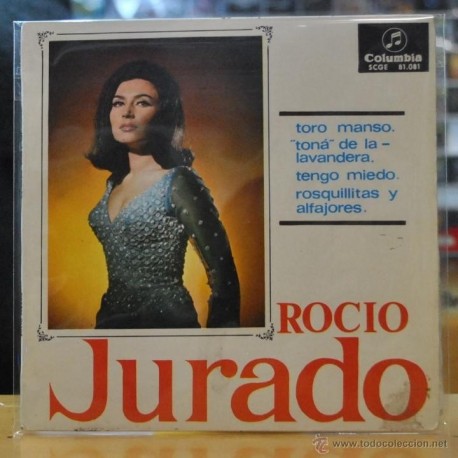 Columbia
SCGE 81.081
toro manso.
"toná" de la-
lavandera.
tengo miedo.
rosquillitas y
alfajores.
ROCIO
Jurado
todocoleccion
© www.todocoleccion.net